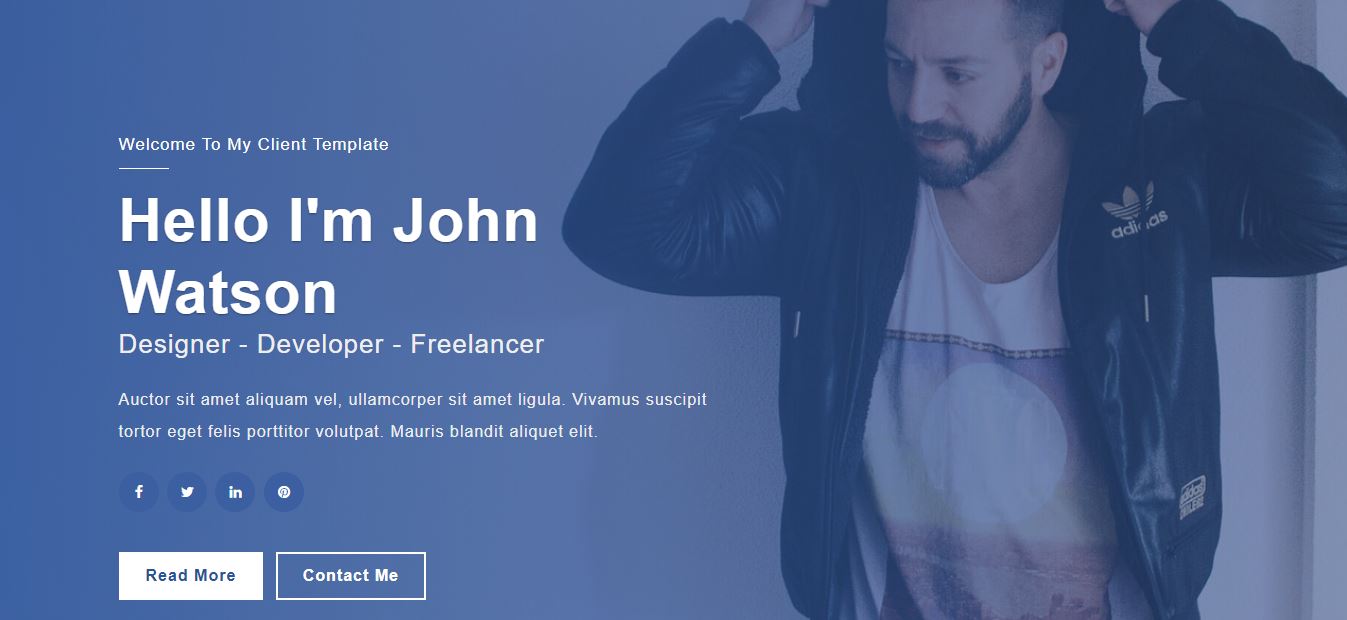 Welcome To My Client Template
Hello I'm John
Watson
Designer - Developer - Freelancer
Auctor sit amet aliquam vel, ullamcorper sit amet ligula. Vivamus suscipit
tortor eget felis porttitor volutpat. Mauris blandit aliquet elit.
Read More
Contact Me
adidas
adidas